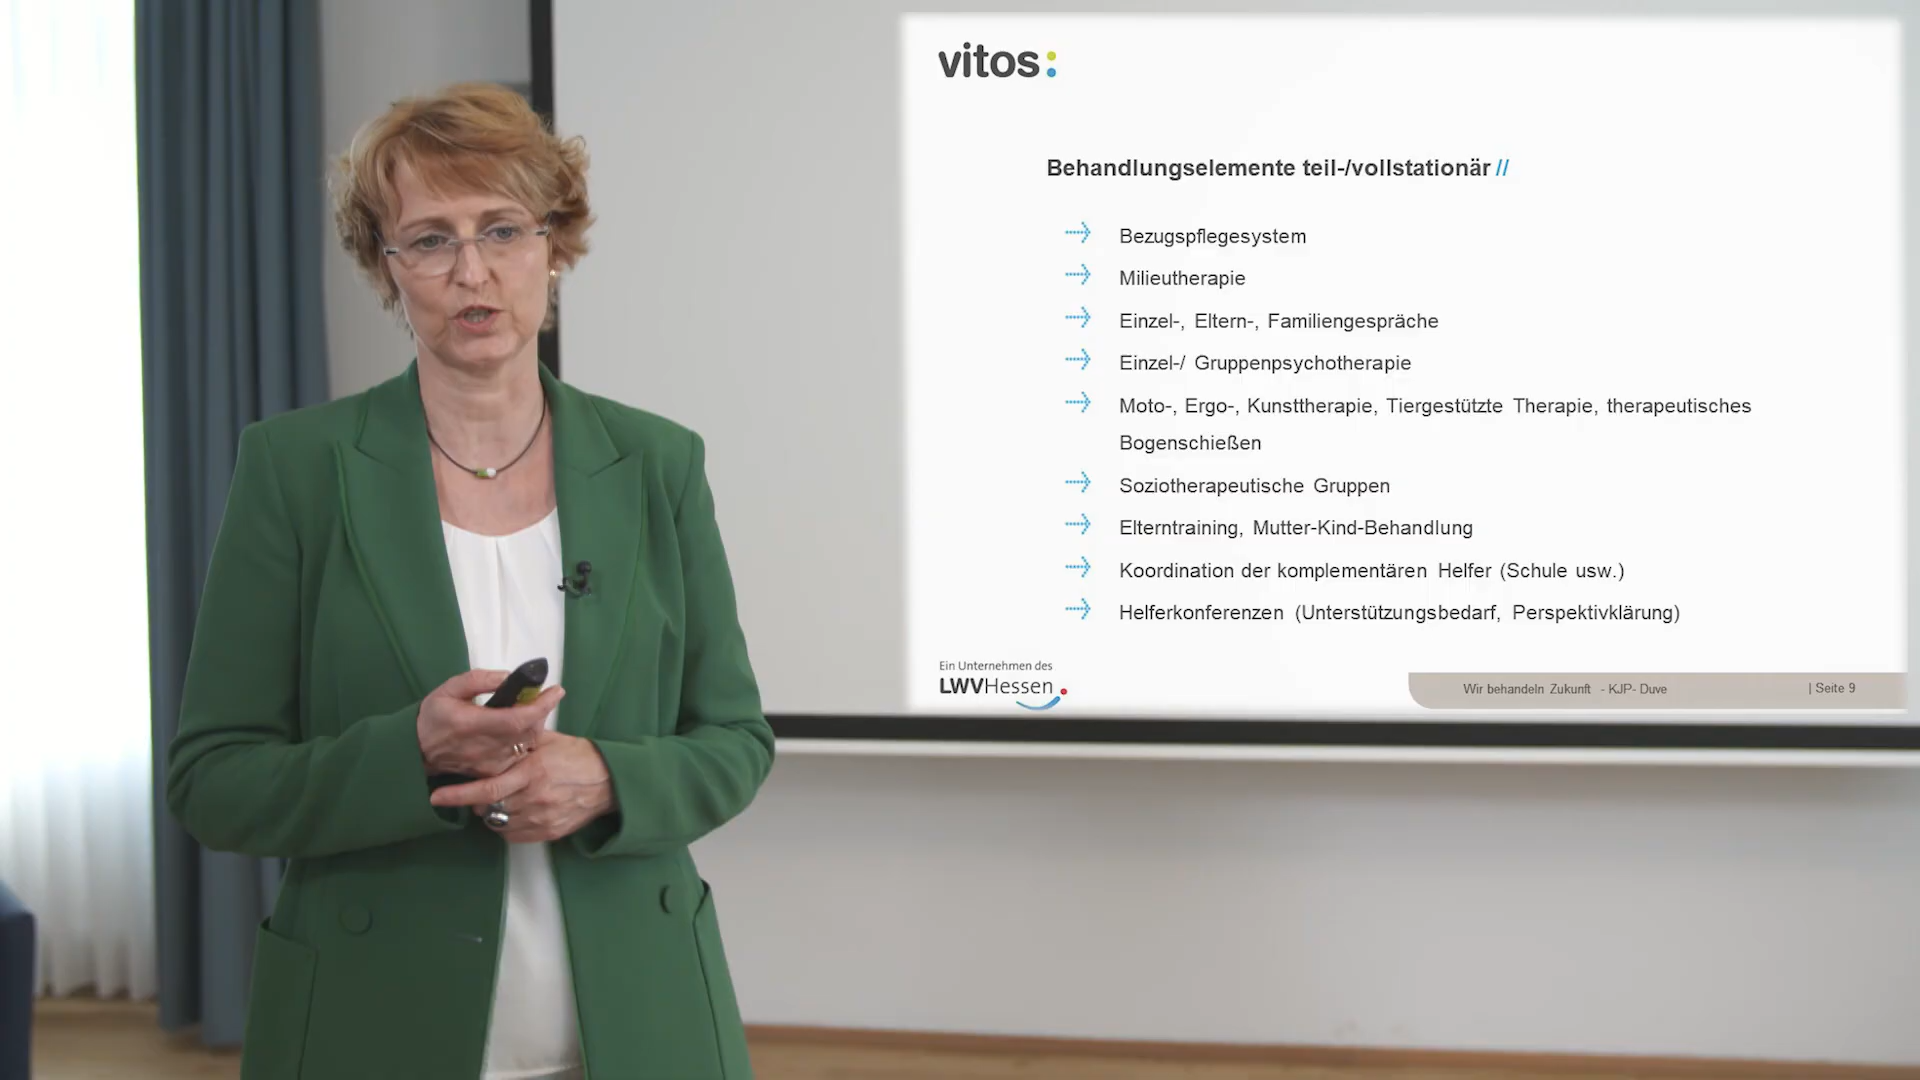 vitos:
Behandlungselemente teil-/vollstationär //
Bezugspflegesystem
Milieutherapie
Einzel-, Eltern-, Familiengespräche
Einzel-/ Gruppenpsychotherapie
Moto-, Ergo-, Kunsttherapie, Tiergestützte Therapie, therapeutisches
Bogenschießen
Soziotherapeutische Gruppen
Elterntraining, Mutter-Kind-Behandlung
Koordination der komplementären Helfer (Schule usw.)
Helferkonferenzen (Unterstützungsbedarf, Perspektivklärung)
Ein Unternehmen des
LWVHessen
Wir behandeln Zukunft - KJP- Duve | Seite 9